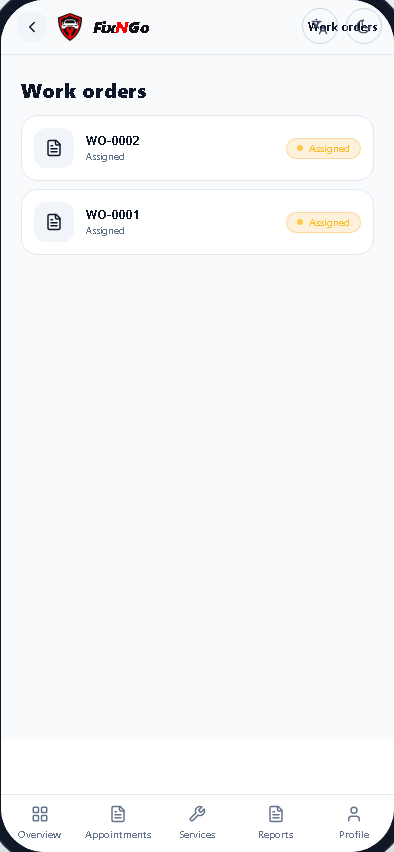 FixNGo
Work orders
Work orders
WO-0002
Assigned
Assigned
WO-0001
Assigned
Assigned
Overview
Appointments
Services
Reports
Profile